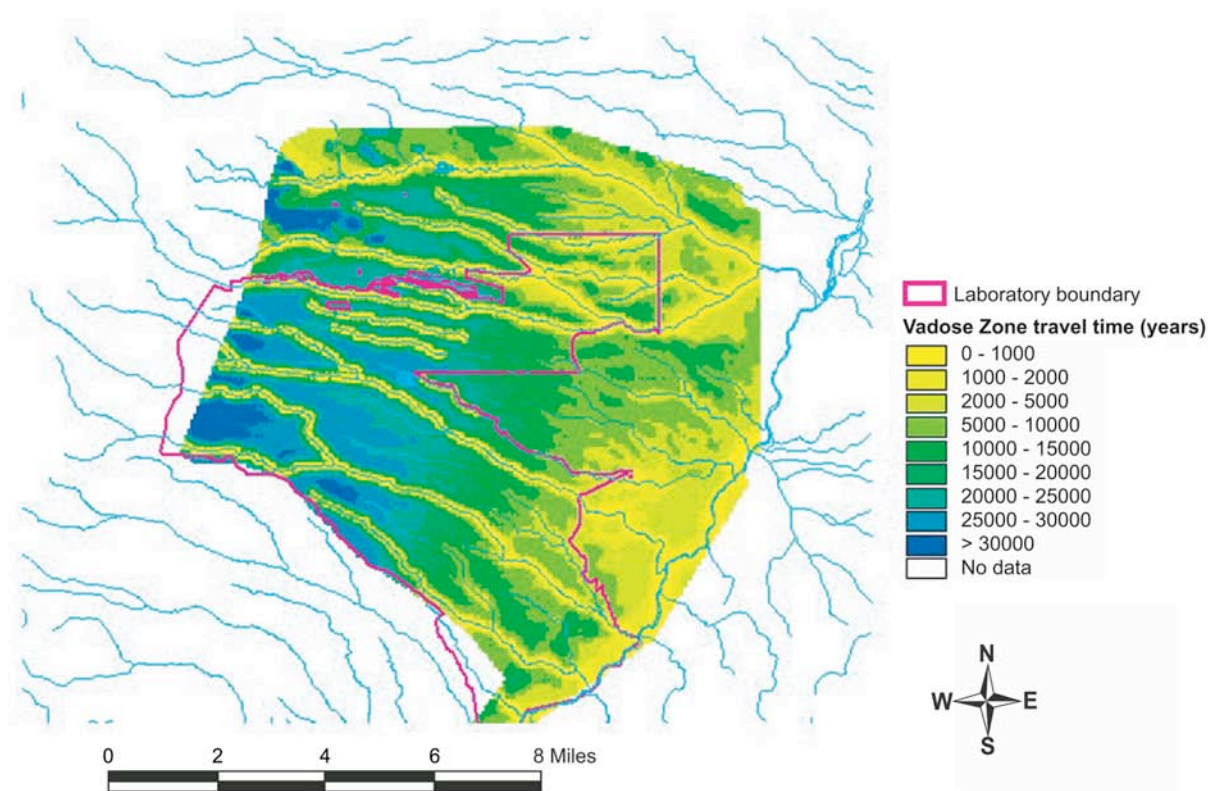 Laboratory boundary
Vadose Zone travel time (years)
0 - 1000
1000 - 2000
2000 - 5000
5000 - 10000
10000 - 15000
15000 - 20000
20000 - 25000
25000 - 30000
> 30000
No data
N
W E
S
0 2 4 6 8 Miles